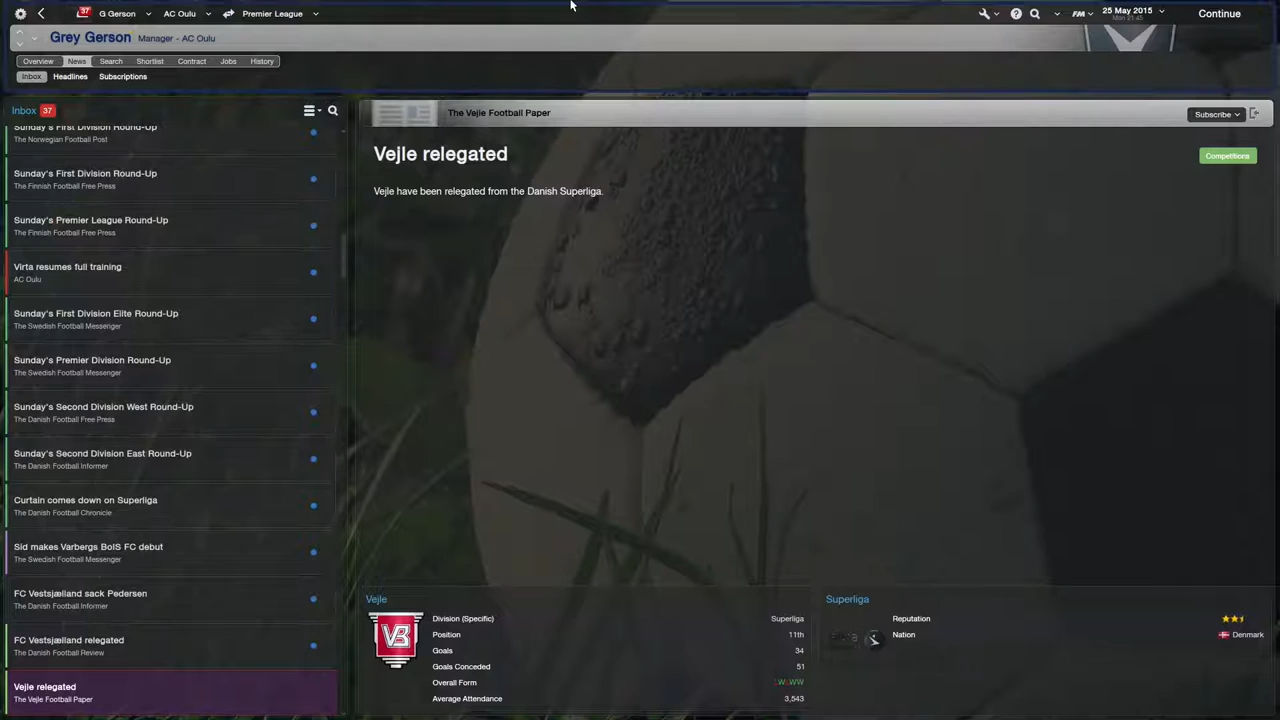 37 G Gerson AC Oulu Premier League FM 25 May 2015 Continue
Mon 21:45
Grey Gerson Manager - AC Oulu
Overview News Search Shortlist Contract Jobs History
Inbox Headlines Subscriptions
Inbox 37
The Vejle Football Paper Subscribe
Sunday's First Division Round-Up
The Norwegian Football Post
Sunday's First Division Round-Up
The Finnish Football Free Press
Sunday's Premier League Round-Up
The Finnish Football Free Press
Virta resumes full training
AC Oulu
Sunday's First Division Elite Round-Up
The Swedish Football Messenger
Sunday's Premier Division Round-Up
The Swedish Football Messenger
Sunday's Second Division West Round-Up
The Danish Football Free Press
Sunday's Second Division East Round-Up
The Danish Football Informer
Curtain comes down on Superliga
The Danish Football Chronicle
Sid makes Varbergs BoIS FC debut
The Swedish Football Messenger
FC Vestsjælland sack Pedersen
The Danish Football Informer
FC Vestsjælland relegated
The Danish Football Review
Vejle relegated
The Vejle Football Paper
Vejle relegated
Competitions
Vejle have been relegated from the Danish Superliga.
Vejle
VB
Division (Specific) Superliga
Position 11th
Goals 34
Goals Conceded 51
Overall Form LWLWW
Average Attendance 3,543
Superliga
Reputation
Nation Denmark